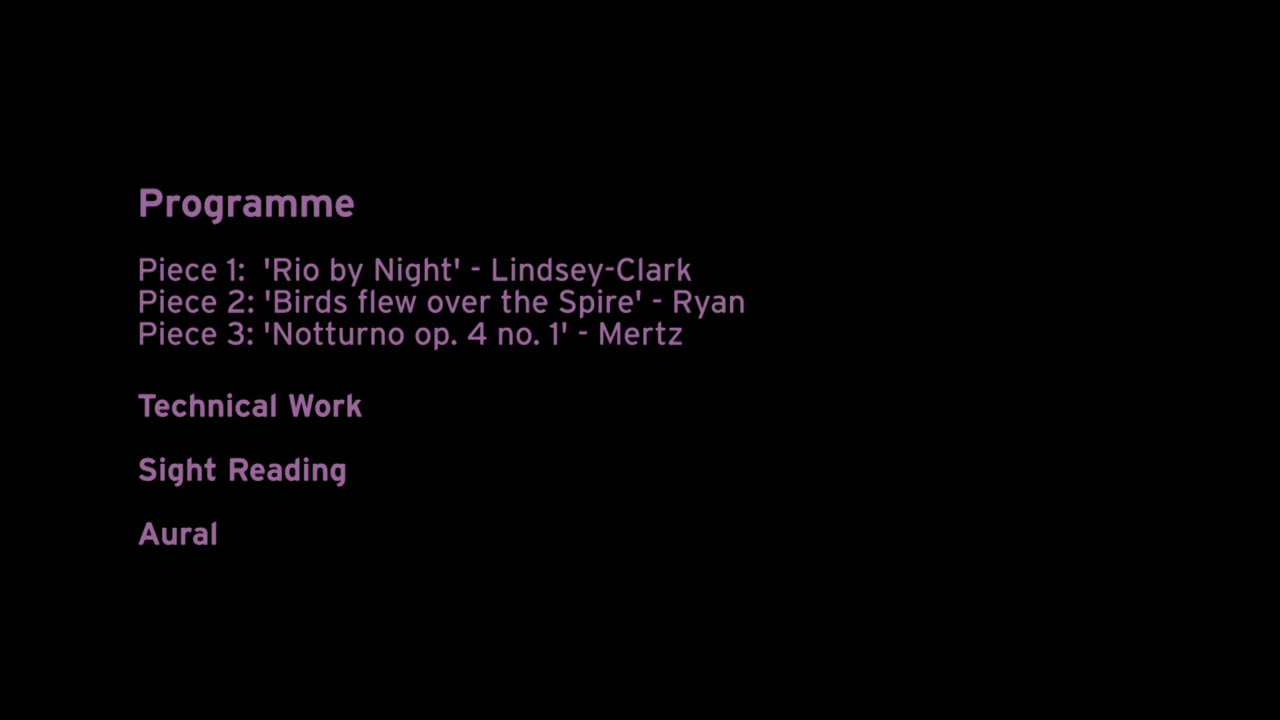 Programme
Piece 1:  'Rio by Night' - Lindsey-Clark
Piece 2: 'Birds flew over the Spire' - Ryan
Piece 3: 'Notturno op. 4 no. 1' - Mertz
Technical Work
Sight Reading
Aural